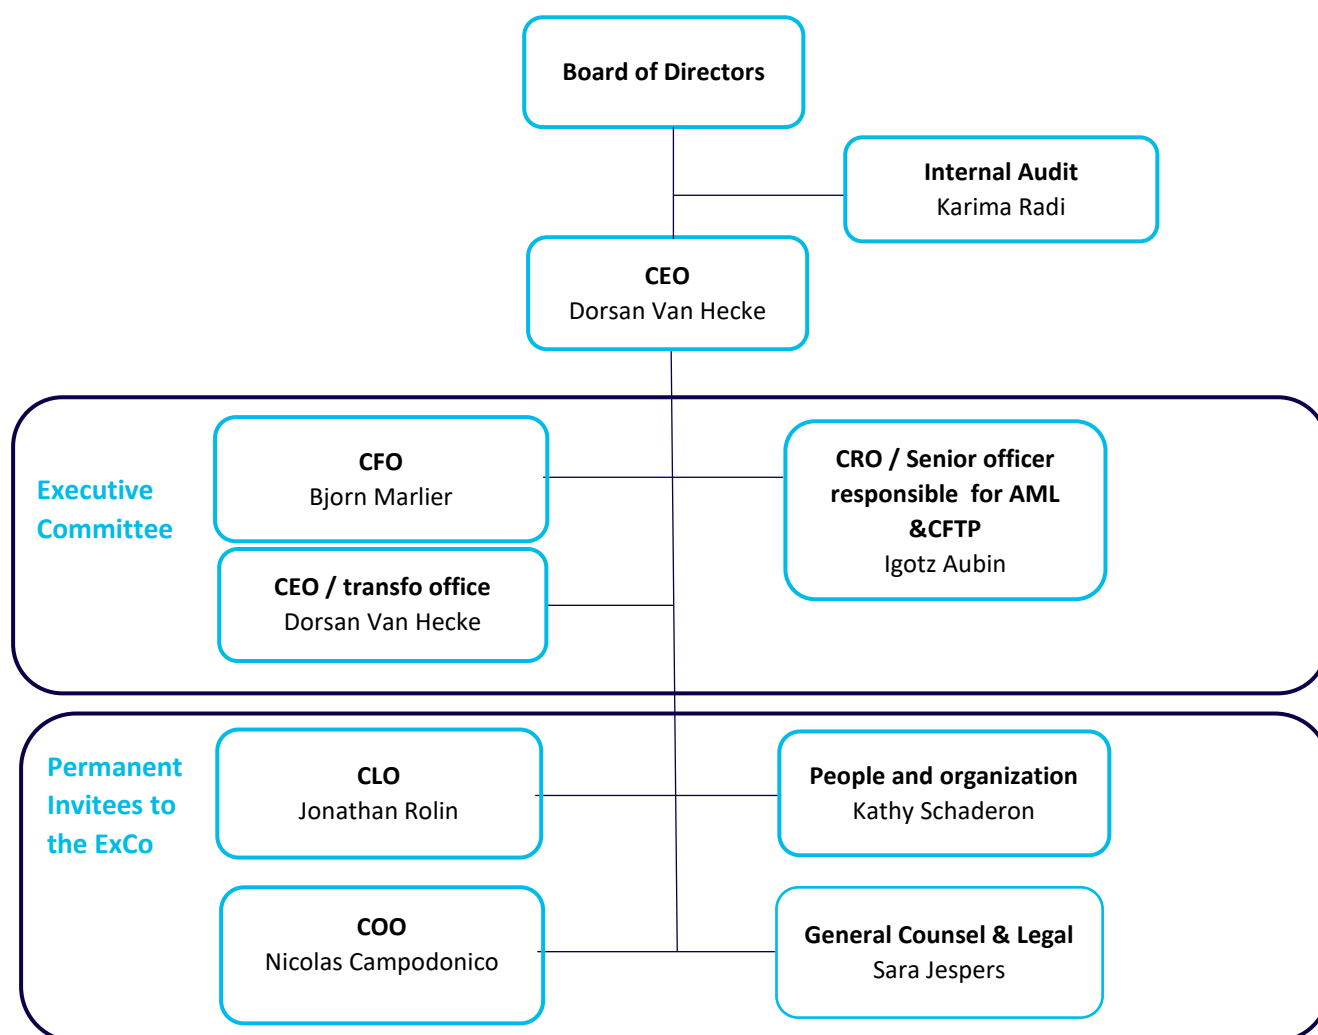 Board of Directors
Internal Audit
Karima Radi
CEO
Dorsan Van Hecke
Executive
Committee
CFO
Bjorn Marlier
CRO / Senior officer
responsible  for AML
&CFTP
Igotz Aubin
CEO / transfo office
Dorsan Van Hecke
Permanent
Invitees to
the ExCo
CLO
Jonathan Rolin
People and organization
Kathy Schaderon
COO
Nicolas Campodonico
General Counsel & Legal
Sara Jespers